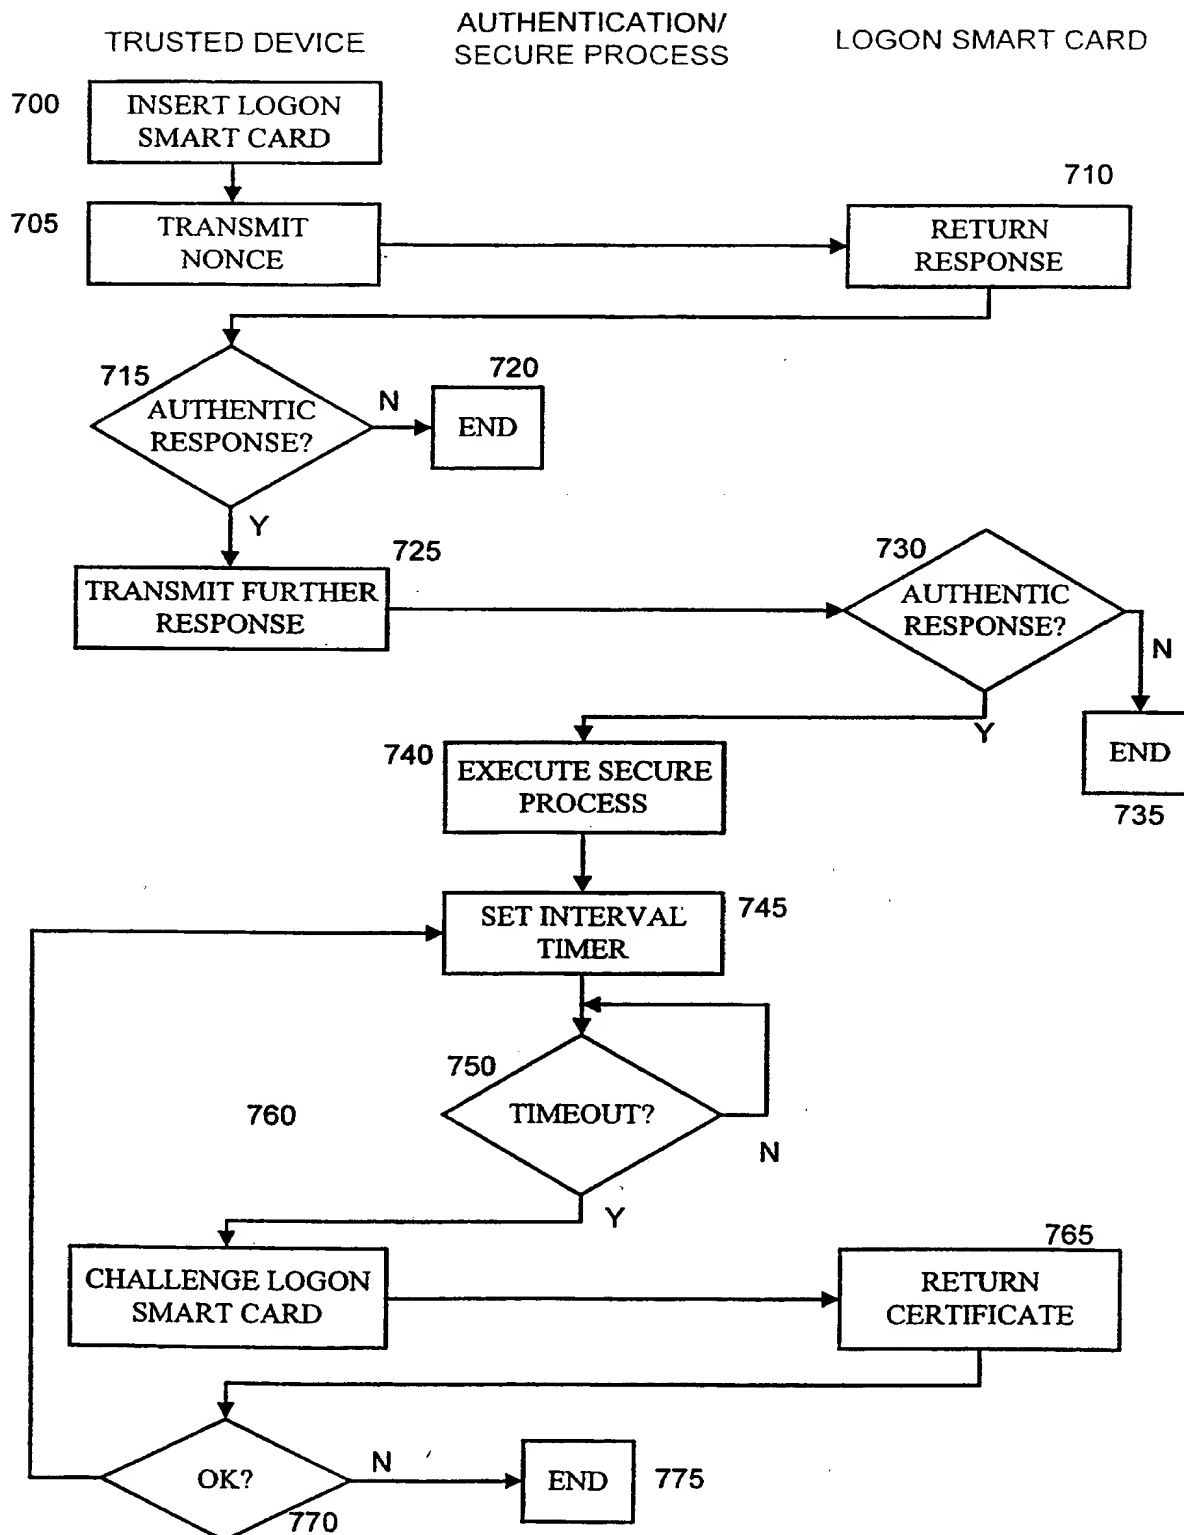 TRUSTED DEVICE
AUTHENTICATION/
SECURE PROCESS
LOGON SMART CARD
700
INSERT LOGON
SMART CARD
705
TRANSMIT
NONCE
710
RETURN
RESPONSE
715
AUTHENTIC
RESPONSE?
N
720
END
Y
725
TRANSMIT FURTHER
RESPONSE
730
AUTHENTIC
RESPONSE?
N
Y
END
735
740
EXECUTE SECURE
PROCESS
SET INTERVAL
TIMER
745
750
TIMEOUT?
N
Y
760
CHALLENGE LOGON
SMART CARD
765
RETURN
CERTIFICATE
OK?
770
N
END
775